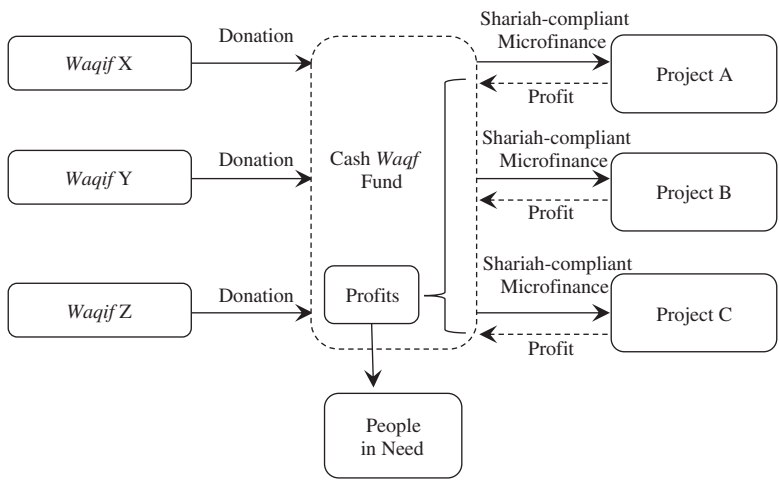 Donation
Shariah-compliant
Microfinance
Waqif X
Project A
Profit
Donation
Cash Waqf
Fund
Shariah-compliant
Microfinance
Waqif Y
Project B
Profit
Donation
Shariah-compliant
Microfinance
Waqif Z
Profits
Project C
Profit
People
in Need